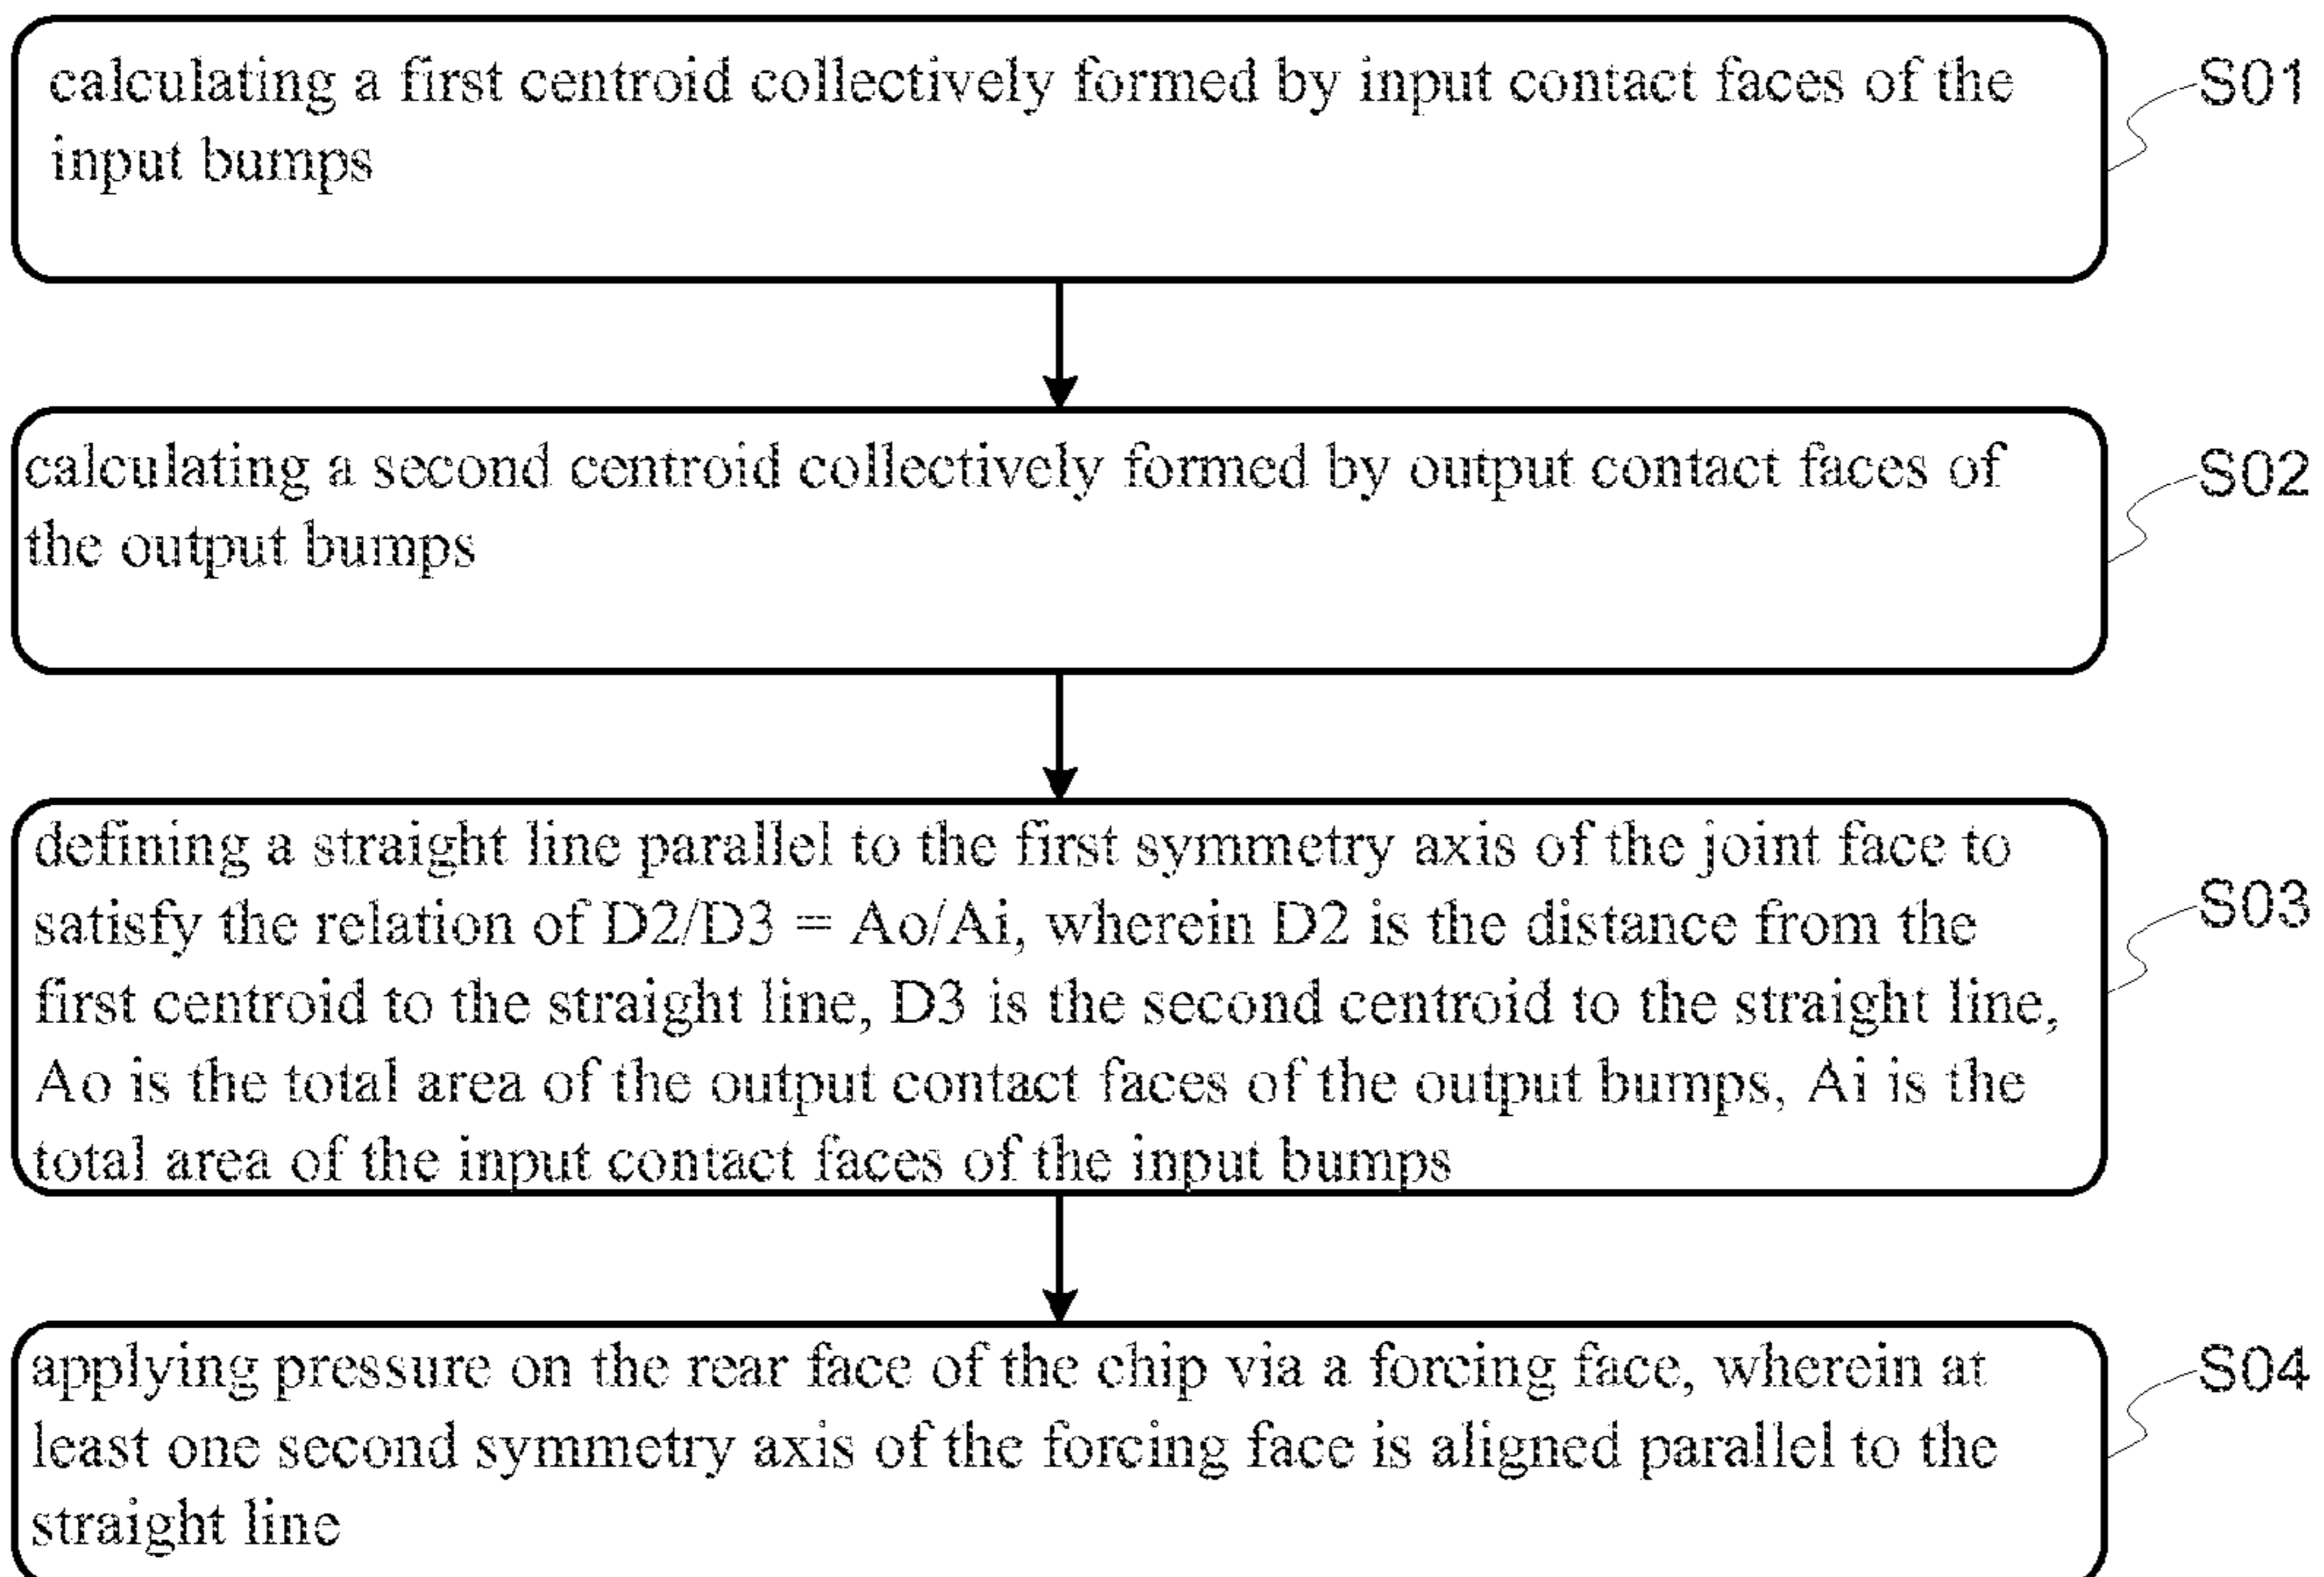 calculating a first centroid collectively formed by input contact faces of the
input bumps
S01
calculating a second centroid collectively formed by output contact faces of
the output bumps
S02
defining a straight line parallel to the first symmetry axis of the joint face to
satisfy the relation of D2/D3 = Ao/Ai, wherein D2 is the distance from the
first centroid to the straight line, D3 is the second centroid to the straight line,
Ao is the total area of the output contact faces of the output bumps, Ai is the
total area of the input contact faces of the input bumps
S03
applying pressure on the rear face of the chip via a forcing face, wherein at
least one second symmetry axis of the forcing face is aligned parallel to the
straight line
S04